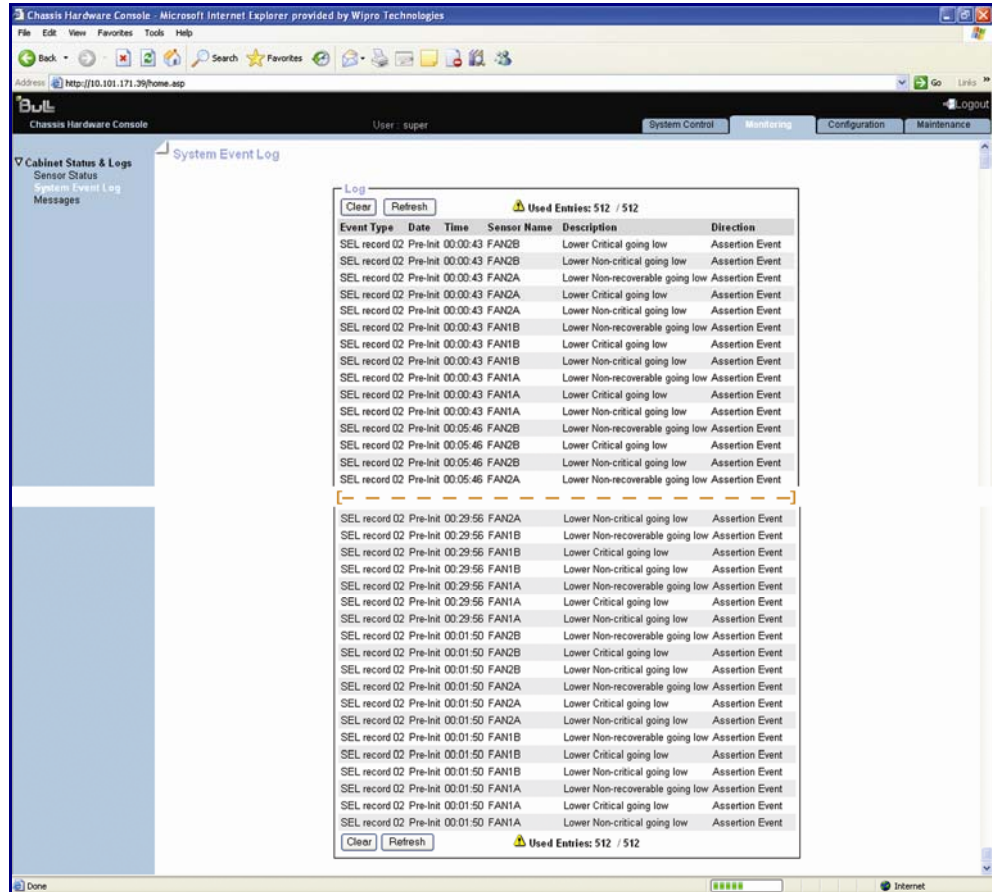 Chassis Hardware Console - Microsoft Internet Explorer provided by Wipro Technologies
File Edit View Favorites Tools Help
Back Search Favorites
Address http://10.101.171.39/home.asp Go Links »
Bull Logout
Chassis Hardware Console User : super System Control Monitoring Configuration Maintenance
Cabinet Status & Logs
Sensor Status
System Event Log
Messages
System Event Log
Log
Clear Refresh Used Entries: 512 / 512
Event Type Date Time Sensor Name Description Direction
SEL record 02 Pre-Init 00:00:43 FAN2B Lower Critical going low Assertion Event
SEL record 02 Pre-Init 00:00:43 FAN2B Lower Non-critical going low Assertion Event
SEL record 02 Pre-Init 00:00:43 FAN2A Lower Non-recoverable going low Assertion Event
SEL record 02 Pre-Init 00:00:43 FAN2A Lower Critical going low Assertion Event
SEL record 02 Pre-Init 00:00:43 FAN2A Lower Non-critical going low Assertion Event
SEL record 02 Pre-Init 00:00:43 FAN1B Lower Non-recoverable going low Assertion Event
SEL record 02 Pre-Init 00:00:43 FAN1B Lower Critical going low Assertion Event
SEL record 02 Pre-Init 00:00:43 FAN1B Lower Non-critical going low Assertion Event
SEL record 02 Pre-Init 00:00:43 FAN1A Lower Non-recoverable going low Assertion Event
SEL record 02 Pre-Init 00:00:43 FAN1A Lower Critical going low Assertion Event
SEL record 02 Pre-Init 00:00:43 FAN1A Lower Non-critical going low Assertion Event
SEL record 02 Pre-Init 00:05:46 FAN2B Lower Non-recoverable going low Assertion Event
SEL record 02 Pre-Init 00:05:46 FAN2B Lower Critical going low Assertion Event
SEL record 02 Pre-Init 00:05:46 FAN2B Lower Non-critical going low Assertion Event
SEL record 02 Pre-Init 00:05:46 FAN2A Lower Non-recoverable going low Assertion Event
SEL record 02 Pre-Init 00:29:56 FAN2A Lower Non-critical going low Assertion Event
SEL record 02 Pre-Init 00:29:56 FAN1B Lower Non-recoverable going low Assertion Event
SEL record 02 Pre-Init 00:29:56 FAN1B Lower Critical going low Assertion Event
SEL record 02 Pre-Init 00:29:56 FAN1B Lower Non-critical going low Assertion Event
SEL record 02 Pre-Init 00:29:56 FAN1A Lower Non-recoverable going low Assertion Event
SEL record 02 Pre-Init 00:29:56 FAN1A Lower Critical going low Assertion Event
SEL record 02 Pre-Init 00:29:56 FAN1A Lower Non-critical going low Assertion Event
SEL record 02 Pre-Init 00:01:50 FAN2B Lower Non-recoverable going low Assertion Event
SEL record 02 Pre-Init 00:01:50 FAN2B Lower Critical going low Assertion Event
SEL record 02 Pre-Init 00:01:50 FAN2B Lower Non-critical going low Assertion Event
SEL record 02 Pre-Init 00:01:50 FAN2A Lower Non-recoverable going low Assertion Event
SEL record 02 Pre-Init 00:01:50 FAN2A Lower Critical going low Assertion Event
SEL record 02 Pre-Init 00:01:50 FAN2A Lower Non-critical going low Assertion Event
SEL record 02 Pre-Init 00:01:50 FAN1B Lower Non-recoverable going low Assertion Event
SEL record 02 Pre-Init 00:01:50 FAN1B Lower Critical going low Assertion Event
SEL record 02 Pre-Init 00:01:50 FAN1B Lower Non-critical going low Assertion Event
SEL record 02 Pre-Init 00:01:50 FAN1A Lower Non-recoverable going low Assertion Event
SEL record 02 Pre-Init 00:01:50 FAN1A Lower Critical going low Assertion Event
SEL record 02 Pre-Init 00:01:50 FAN1A Lower Non-critical going low Assertion Event
Clear Refresh Used Entries: 512 / 512
Done Internet